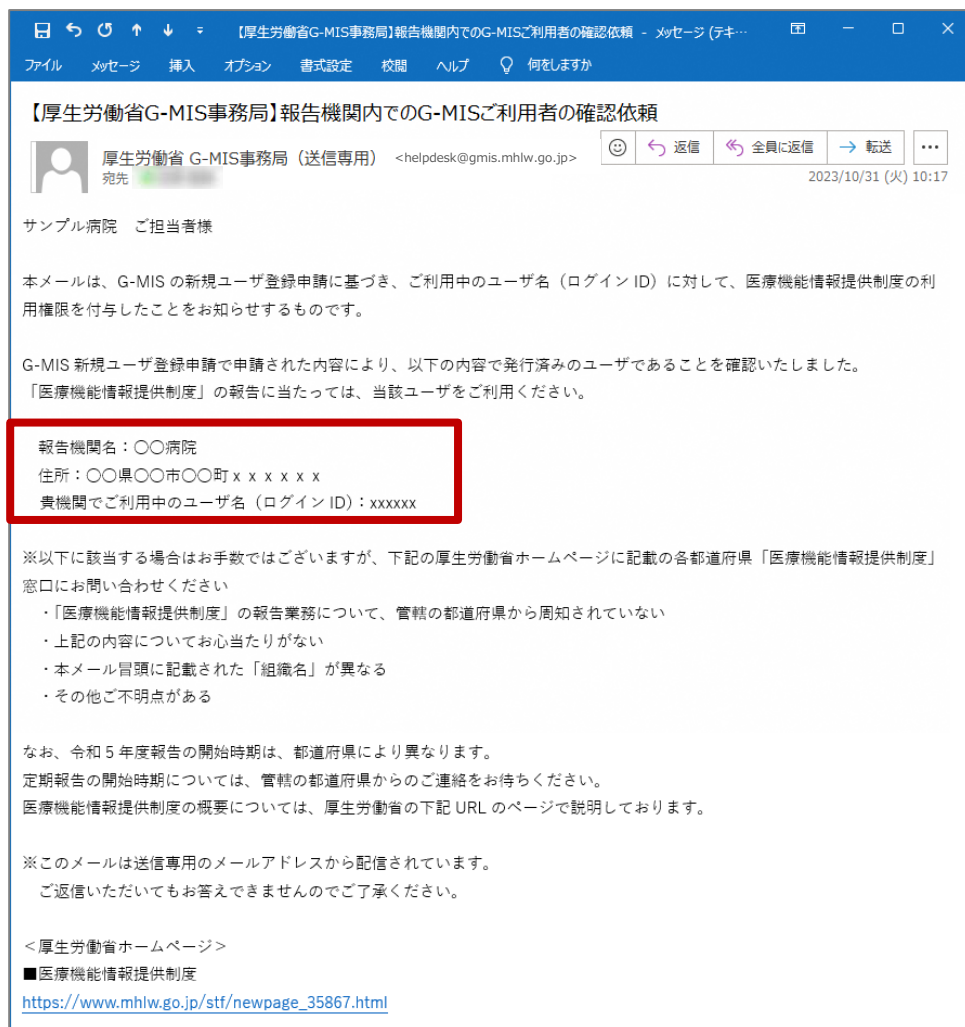 【厚生労働省G-MIS事務局】報告機関内でのG-MISご利用者の確認依頼 - メッセージ (テキ…
ファイル メッセージ 挿入 オプション 書式設定 校閲 ヘルプ 何をしますか
【厚生労働省G-MIS事務局】報告機関内でのG-MISご利用者の確認依頼
厚生労働省 G-MIS事務局（送信専用） <helpdesk@gmis.mhlw.go.jp>
返信 全員に返信 転送 …
宛先
2023/10/31 (火) 10:17
サンプル病院　ご担当者様
本メールは、G-MIS の新規ユーザ登録申請に基づき、ご利用中のユーザ名（ログイン ID）に対して、医療機能情報提供制度の利
用権限を付与したことをお知らせするものです。
G-MIS 新規ユーザ登録申請で申請された内容により、以下の内容で発行済みのユーザであることを確認いたしました。
「医療機能情報提供制度」の報告に当たっては、当該ユーザをご利用ください。
報告機関名：〇〇病院
住所：〇〇県〇〇市〇〇町ｘｘｘｘｘｘ
貴機関でご利用中のユーザ名（ログイン ID）：xxxxxx
※以下に該当する場合はお手数ではございますが、下記の厚生労働省ホームページに記載の各都道府県「医療機能情報提供制度」
窓口にお問い合わせください
・「医療機能情報提供制度」の報告業務について、管轄の都道府県から周知されていない
・上記の内容についてお心当たりがない
・本メール冒頭に記載された「組織名」が異なる
・その他ご不明点がある
なお、令和 5 年度報告の開始時期は、都道府県により異なります。
定期報告の開始時期については、管轄の都道府県からのご連絡をお待ちください。
医療機能情報提供制度の概要については、厚生労働省の下記 URL のページで説明しております。
※このメールは送信専用のメールアドレスから配信されています。
ご返信いただいてもお答えできませんのでご了承ください。
＜厚生労働省ホームページ＞
■医療機能情報提供制度
https://www.mhlw.go.jp/stf/newpage_35867.html